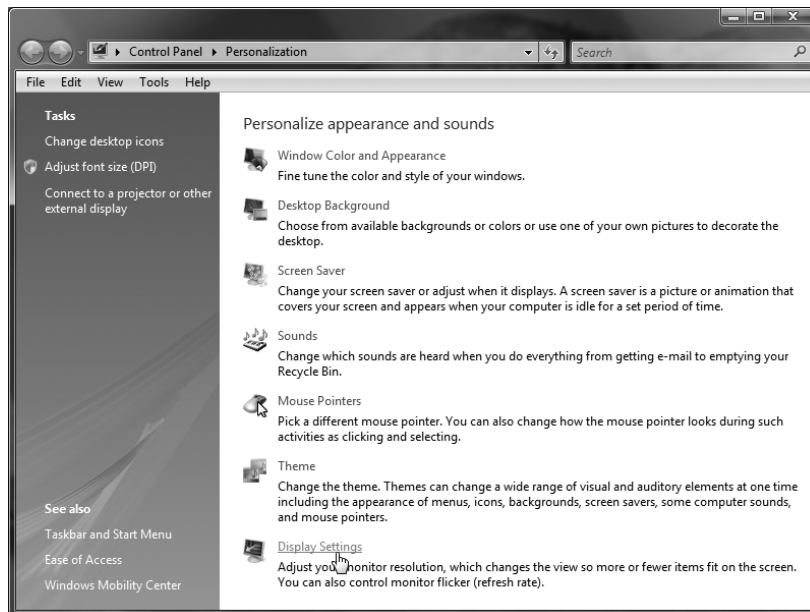 Control Panel ▸ Personalization
Search
File Edit View Tools Help
Tasks
Change desktop icons
Adjust font size (DPI)
Connect to a projector or other
external display
See also
Taskbar and Start Menu
Ease of Access
Windows Mobility Center
Personalize appearance and sounds
Window Color and Appearance
Fine tune the color and style of your windows.
Desktop Background
Choose from available backgrounds or colors or use one of your own pictures to decorate the
desktop.
Screen Saver
Change your screen saver or adjust when it displays. A screen saver is a picture or animation that
covers your screen and appears when your computer is idle for a set period of time.
Sounds
Change which sounds are heard when you do everything from getting e-mail to emptying your
Recycle Bin.
Mouse Pointers
Pick a different mouse pointer. You can also change how the mouse pointer looks during such
activities as clicking and selecting.
Theme
Change the theme. Themes can change a wide range of visual and auditory elements at one time
including the appearance of menus, icons, backgrounds, screen savers, some computer sounds,
and mouse pointers.
Display Settings
Adjust your monitor resolution, which changes the view so more or fewer items fit on the screen.
You can also control monitor flicker (refresh rate).